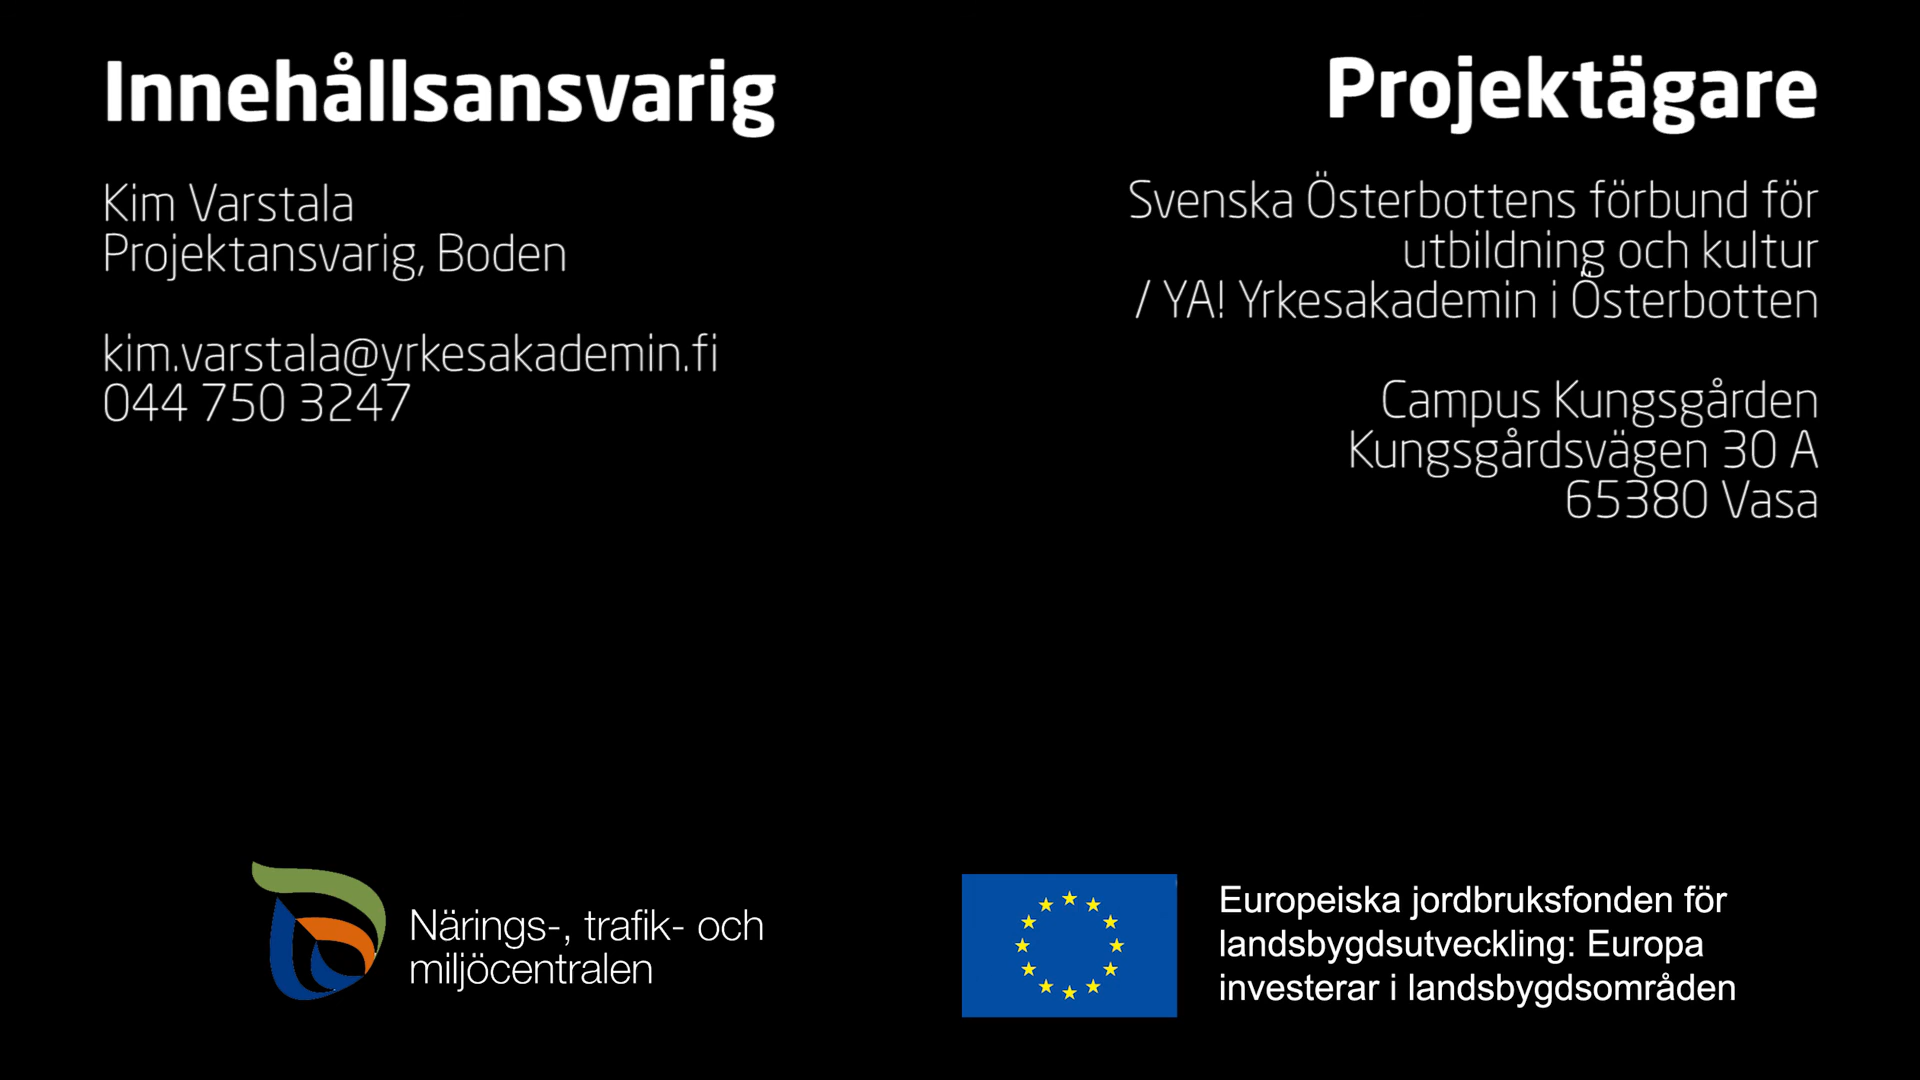 Innehållsansvarig
Kim Varstala
Projektansvarig, Boden
kim.varstala@yrkesakademin.fi
044 750 3247
Projektägare
Svenska Österbottens förbund för
utbildning och kultur
/ YA! Yrkesakademin i Österbotten
Campus Kungsgården
Kungsgårdsvägen 30 A
65380 Vasa
Närings-, trafik- och
miljöcentralen
Europeiska jordbruksfonden för
landsbygdsutveckling: Europa
investerar i landsbygdsområden